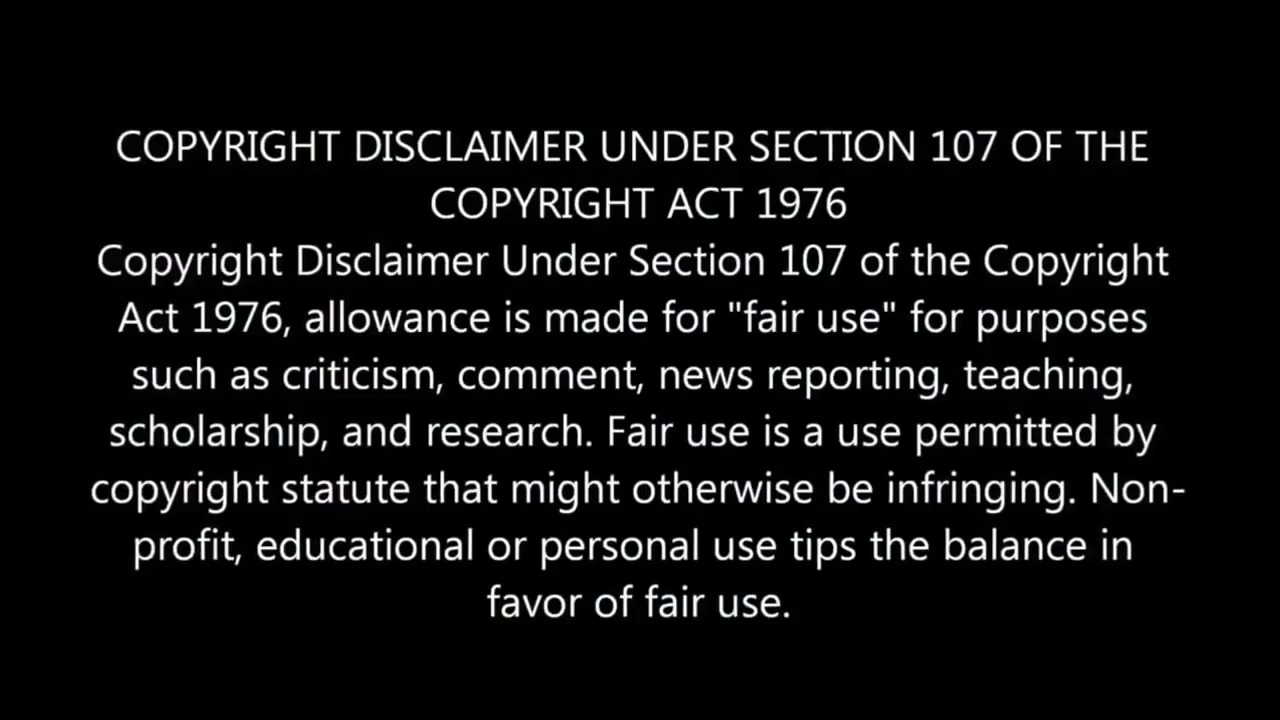 COPYRIGHT DISCLAIMER UNDER SECTION 107 OF THE
COPYRIGHT ACT 1976
Copyright Disclaimer Under Section 107 of the Copyright
Act 1976, allowance is made for "fair use" for purposes
such as criticism, comment, news reporting, teaching,
scholarship, and research. Fair use is a use permitted by
copyright statute that might otherwise be infringing. Non-
profit, educational or personal use tips the balance in
favor of fair use.